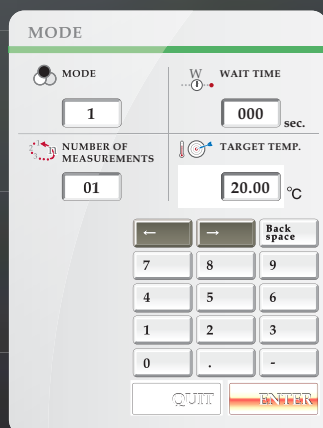 MODE
MODE
1
W
WAIT TIME
000
sec.
NUMBER OF
MEASUREMENTS
01
TARGET TEMP.
20.00
°C
←
→
Back
space
7
8
9
4
5
6
1
2
3
0
.
-
QUIT
ENTER